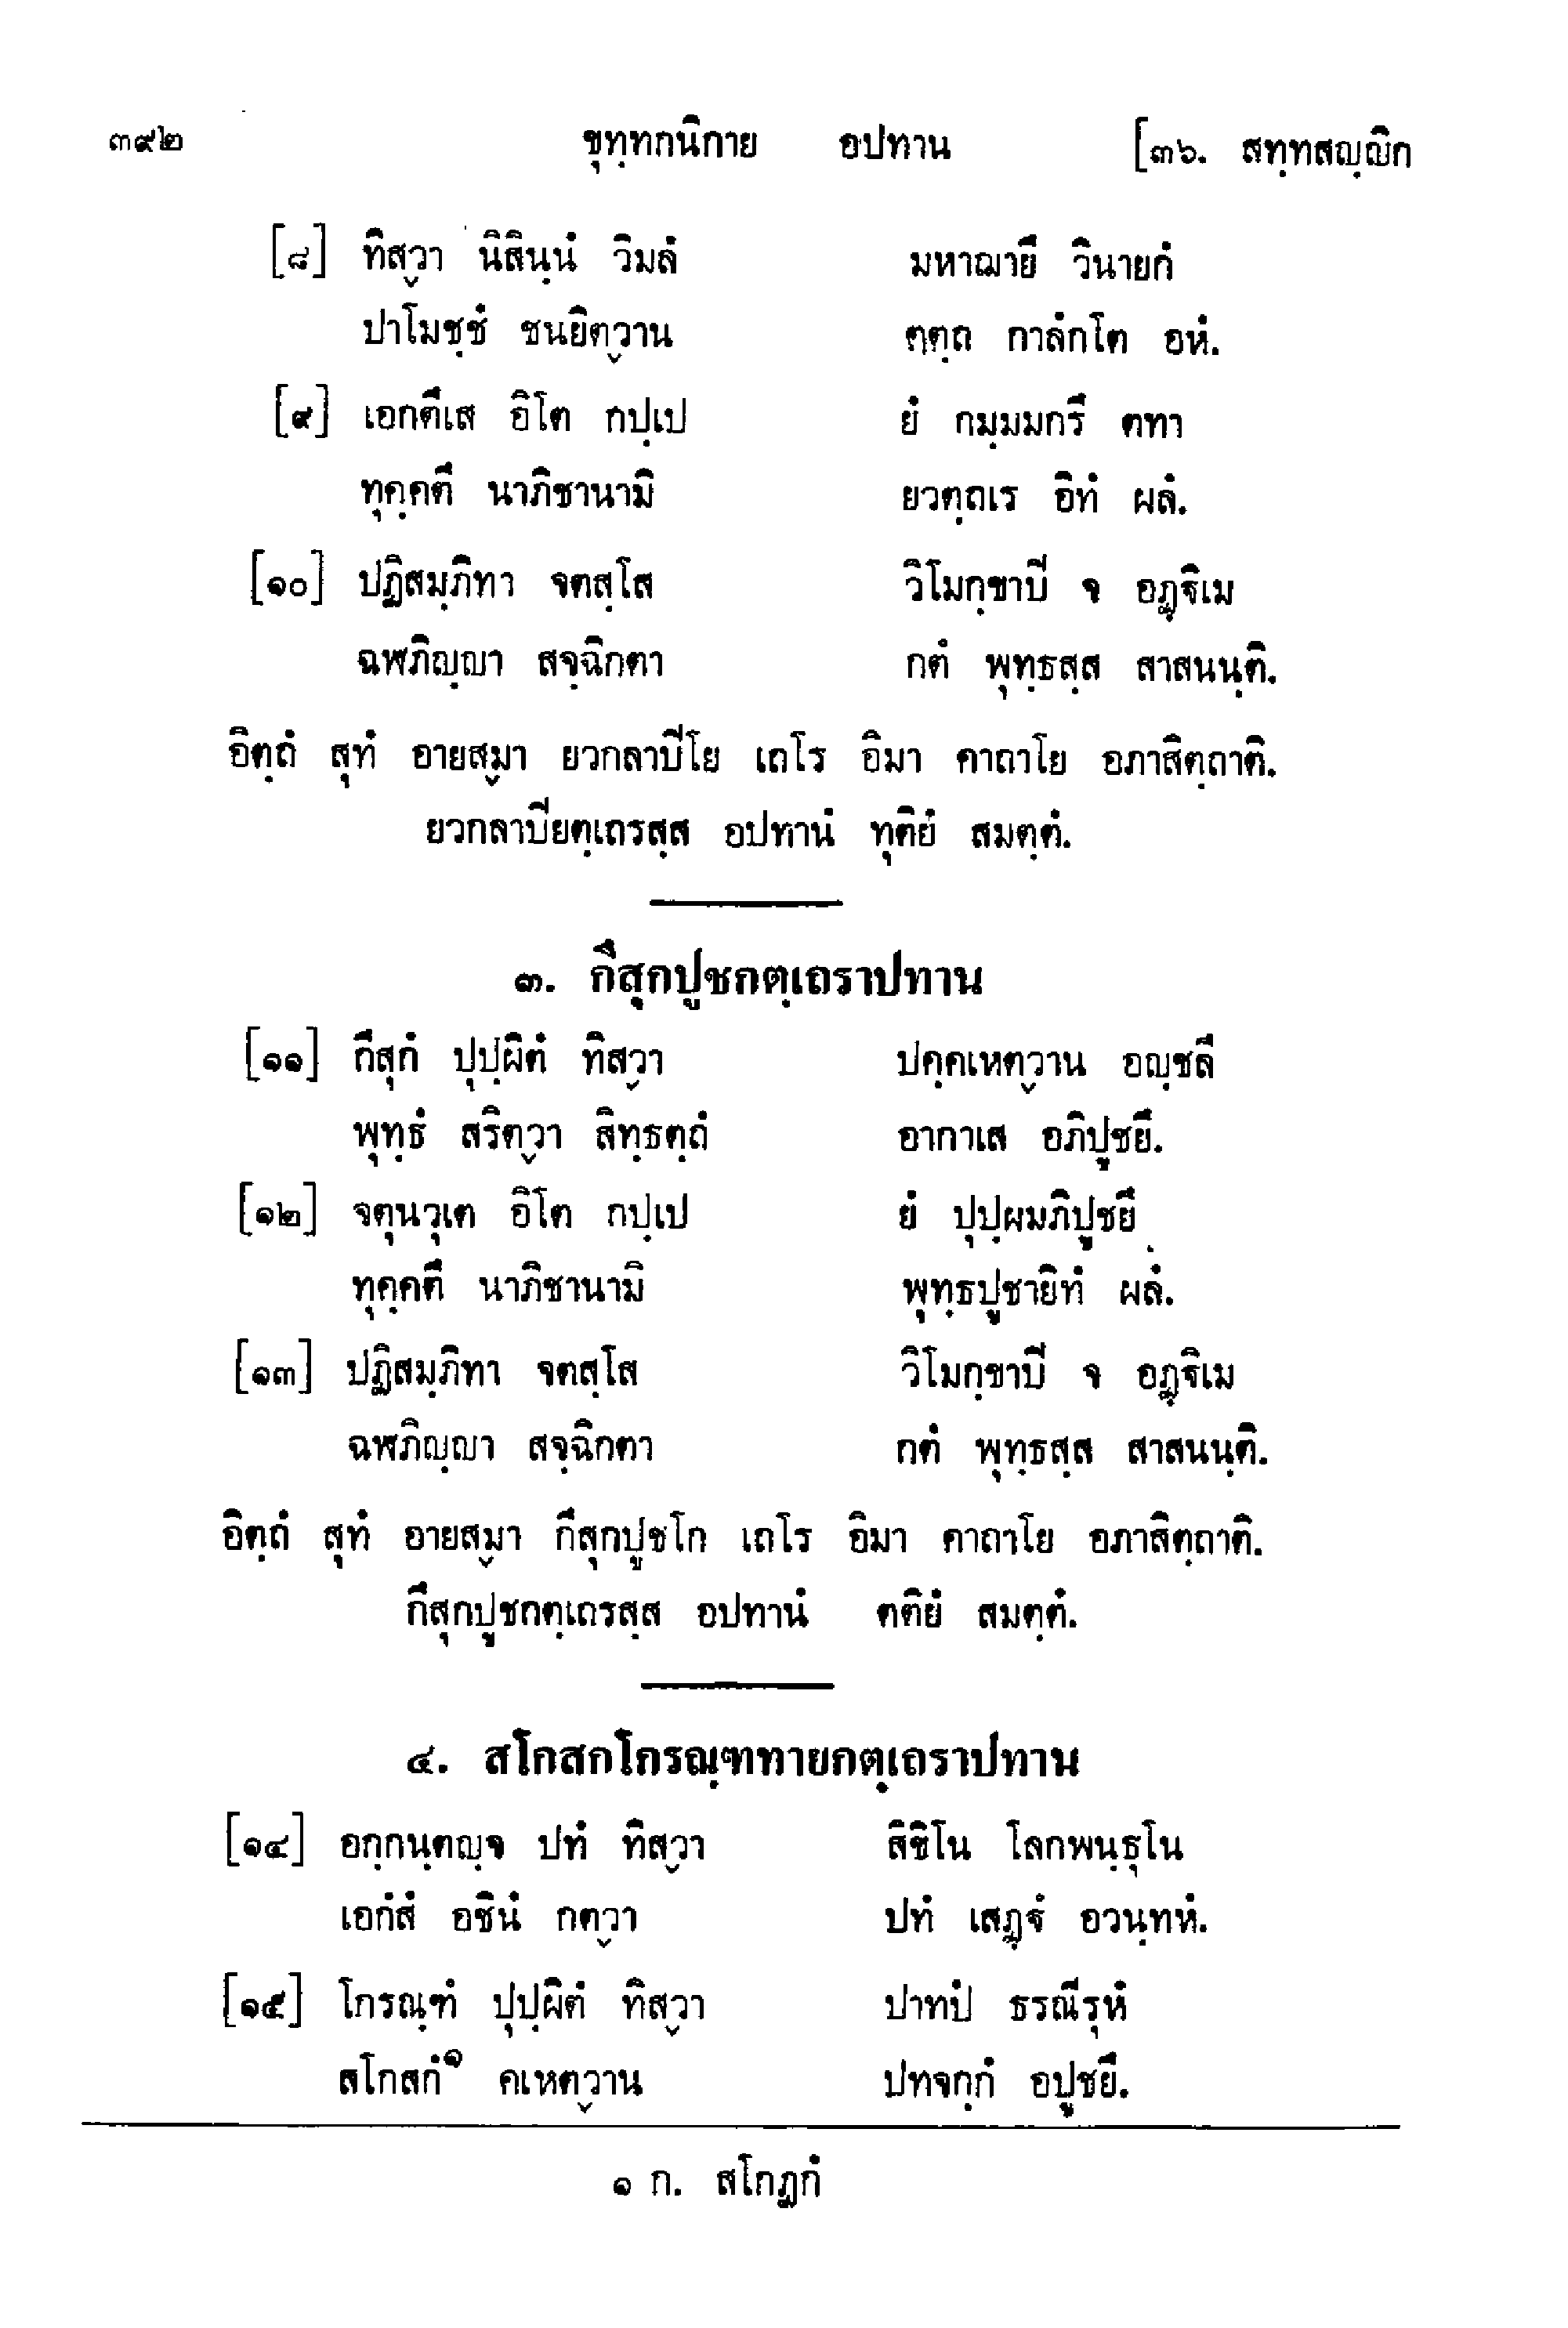 ๓๙๒ ขุทฺทกนิกาย อปทาน [๓๖. สทฺทสญฺญิก
[๘] ทิสฺวา นิสินฺนํ วิมลํ มหาฌายึ วินายกํ
ปาโมชฺชํ ชนยิตฺวาน ตตฺถ กาลํกโต อหํ.
[๙] เอกตึเส อิโต กปฺเป ยํ กมฺมมกรึ ตทา
ทุคฺคตึ นาภิชานามิ ยวตฺถเร อิทํ ผลํ.
[๑๐] ปฏิสมฺภิทา จตสฺโส วิโมกฺขาปิ จ อฏฺฐิเม
ฉฬภิญฺญา สจฺฉิกตา กตํ พุทฺธสฺส สาสนนฺติ.
อิตฺถํ สุทํ อายสฺมา ยวกลาปิโย เถโร อิมา คาถาโย อภาสิตฺถาติ.
ยวกลาปิยตฺเถรสฺส อปทานํ ทุติยํ สมตฺตํ.
๓. กึสุกปูชกตฺเถราปทาน
[๑๑] กึสุกํ ปุปฺผิตํ ทิสฺวา ปคฺคเหตฺวาน อญฺชลึ
พุทฺธํ สริตฺวา สิทฺธตฺถํ อากาเส อภิปูชยึ.
[๑๒] จตุนวุเต อิโต กปฺเป ยํ ปุปฺผมภิปูชยึ
ทุคฺคตึ นาภิชานามิ พุทฺธปูชายิทํ ผลํ.
[๑๓] ปฏิสมฺภิทา จตสฺโส วิโมกฺขาปิ จ อฏฺฐิเม
ฉฬภิญฺญา สจฺฉิกตา กตํ พุทฺธสฺส สาสนนฺติ.
อิตฺถํ สุทํ อายสฺมา กึสุกปูชโก เถโร อิมา คาถาโย อภาสิตฺถาติ.
กึสุกปูชกตฺเถรสฺส อปทานํ ตติยํ สมตฺตํ.
๔. สโกสกโกรณฺฑทายกตฺเถราปทาน
[๑๔] อกฺกนฺตญฺจ ปทํ ทิสฺวา สิขิโน โลกพนฺธุโน
เอกํสํ อชินํ กตฺวา ปทํ เสฏฺฐํ อวนฺทหํ.
[๑๕] โกรณฺฑํ ปุปฺผิตํ ทิสฺวา ปาทปํ ธรณีรุหํ
สโกสกํ๑ คเหตฺวาน ปทจกฺกํ อปูชยึ.
๑ ก. สโกฏกํ